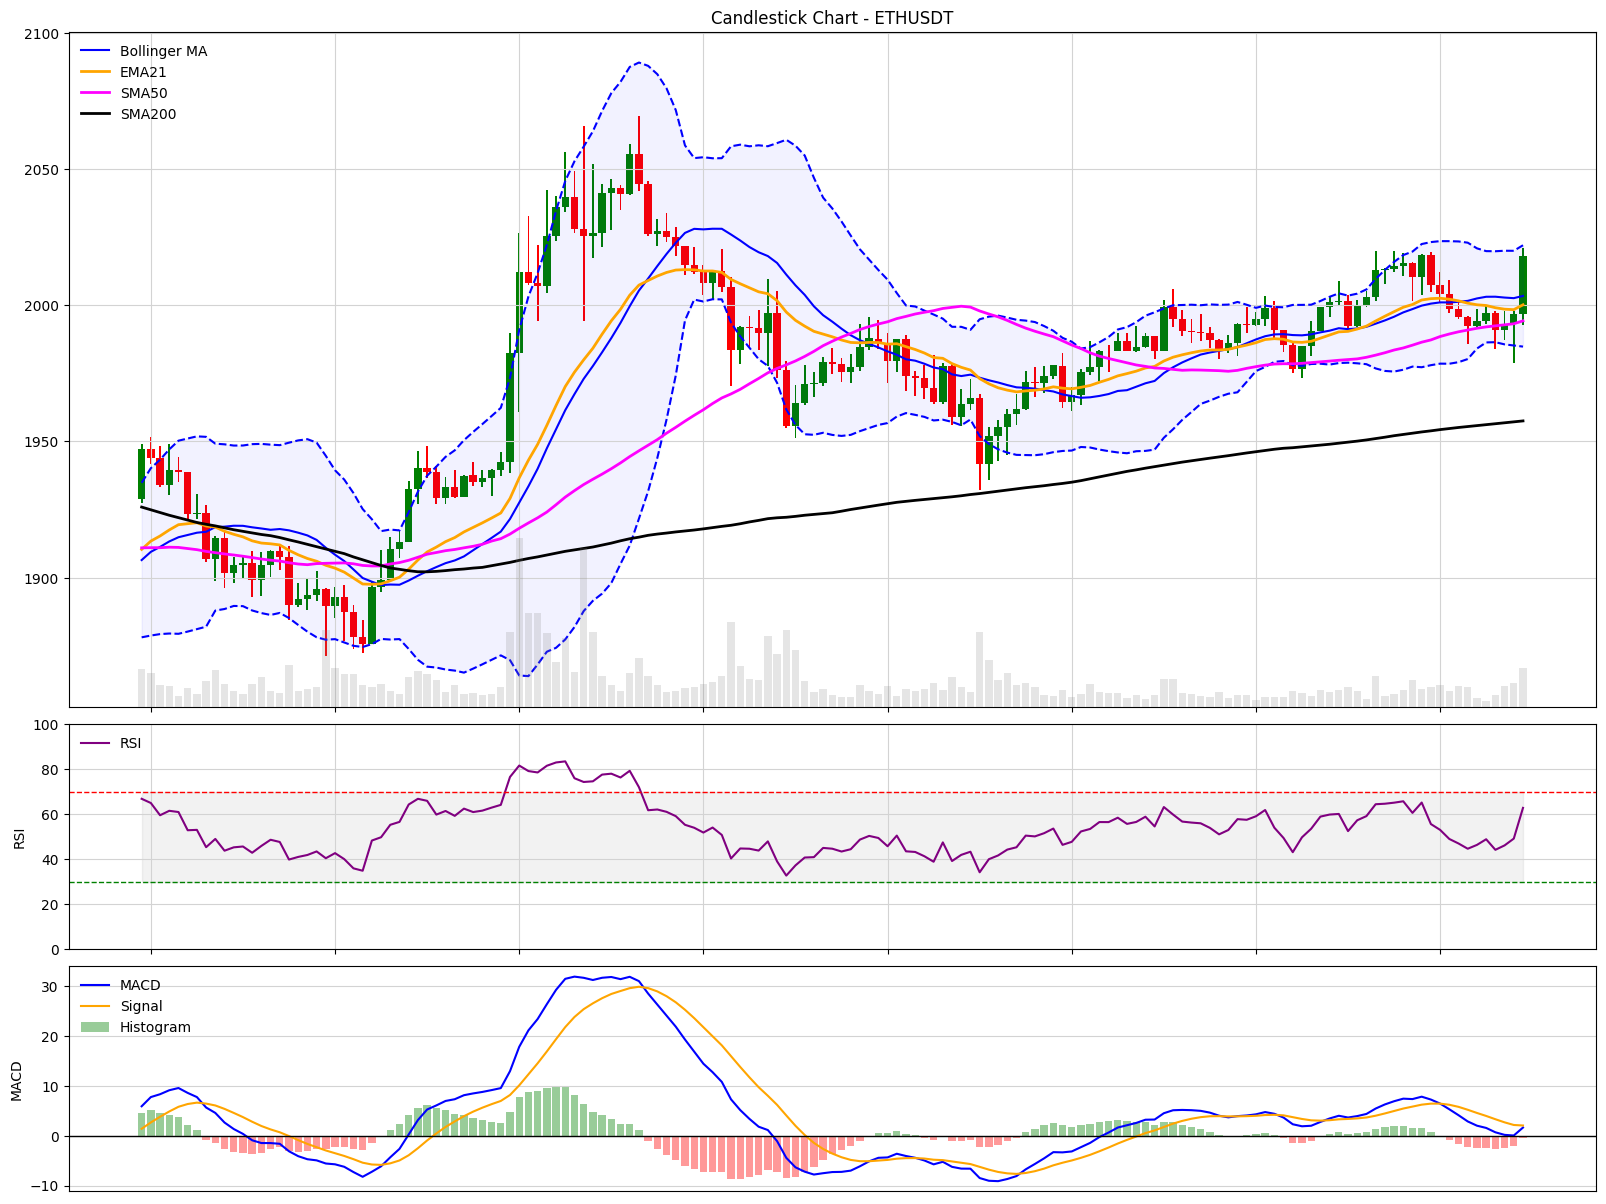 Candlestick Chart - ETHUSDT
2100
2050
2000
1950
1900
Bollinger MA
EMA21
SMA50
SMA200
100
80
60
40
20
0
RSI
RSI
30
20
10
0
−10
MACD
MACD
Signal
Histogram